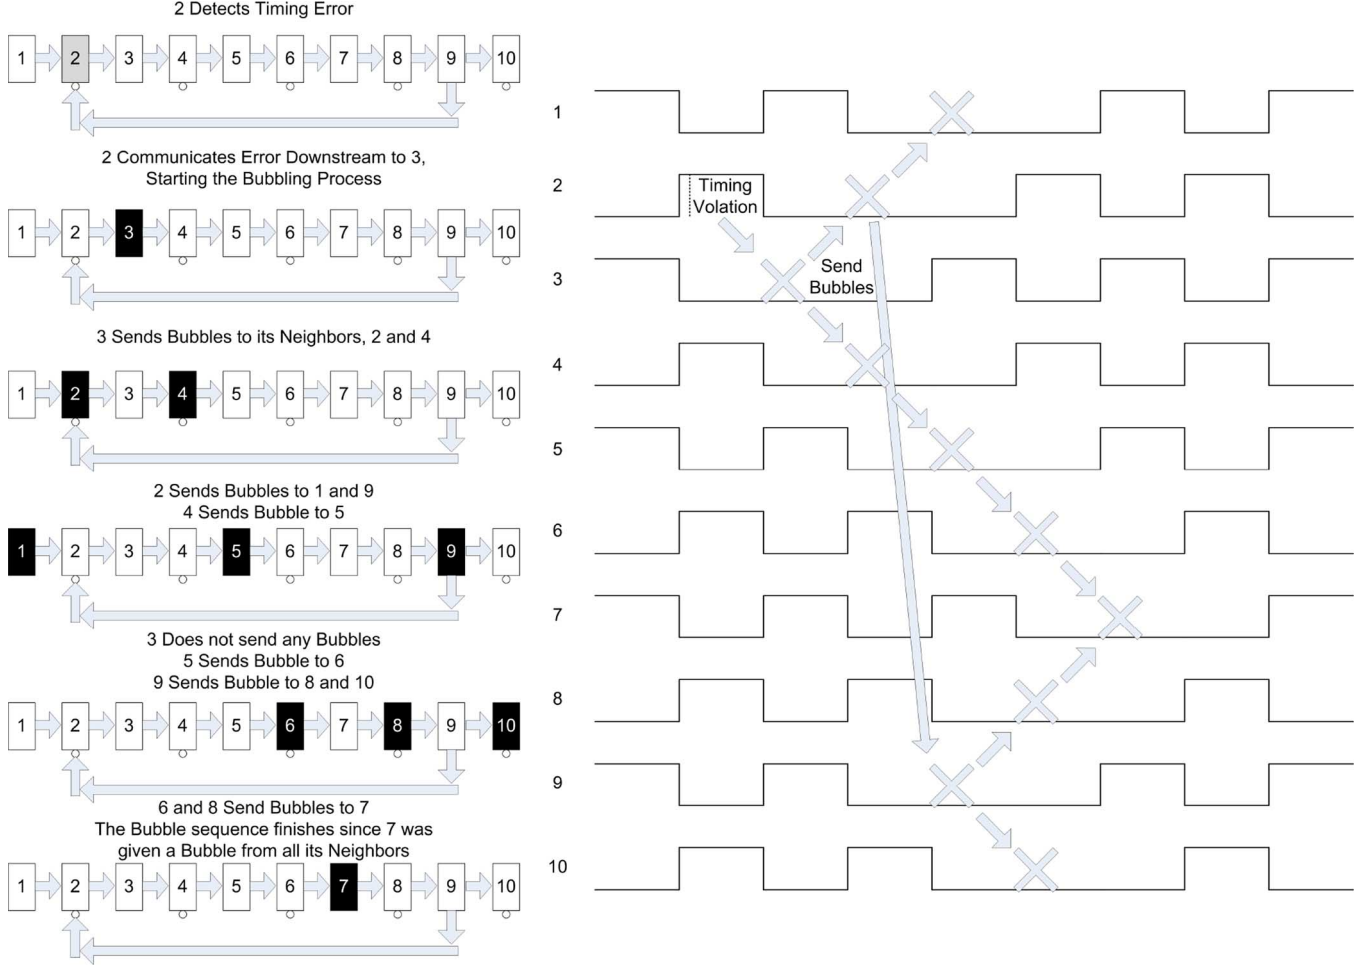 2 Detects Timing Error
1 2 3 4 5 6 7 8 9 10
2 Communicates Error Downstream to 3,
Starting the Bubbling Process
1 2 3 4 5 6 7 8 9 10
3 Sends Bubbles to its Neighbors, 2 and 4
1 2 3 4 5 6 7 8 9 10
2 Sends Bubbles to 1 and 9
4 Sends Bubble to 5
1 2 3 4 5 6 7 8 9 10
3 Does not send any Bubbles
5 Sends Bubble to 6
9 Sends Bubble to 8 and 10
1 2 3 4 5 6 7 8 9 10
6 and 8 Send Bubbles to 7
The Bubble sequence finishes since 7 was
given a Bubble from all its Neighbors
1 2 3 4 5 6 7 8 9 10
1
2
Timing
Volation
3
Send
Bubbles
4
5
6
7
8
9
10